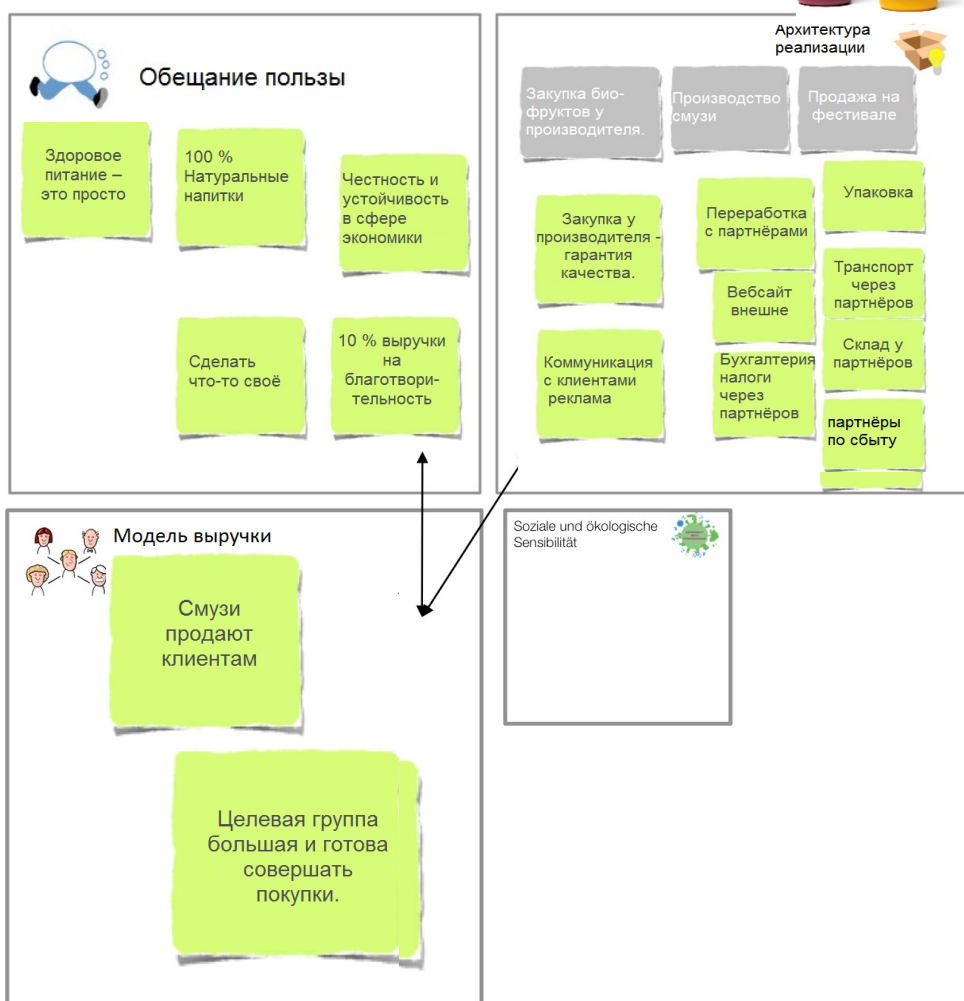 Обещание пользы
Здоровое
питание –
это просто
100 %
Натуральные
напитки
Честность и
устойчивость
в сфере
экономики
Сделать
что-то своё
10 % выручки
на
благотвори-
тельность
Архитектура
реализации
Закупка био-
фруктов у
производителя.
Производство
смузи
Продажа на
фестивале
Закупка у
производителя -
гарантия
качества.
Коммуникация
с клиентами
реклама
Переработка
с партнёрами
Вебсайт
внешне
Бухгалтерия
налоги
через
партнёров
Упаковка
Транспорт
через
партнёров
Склад у
партнёров
партнёры
по сбыту
Модель выручки
Смузи
продают
клиентам
Целевая группа
большая и готова
совершать
покупки.
Soziale und ökologische
Sensibilität